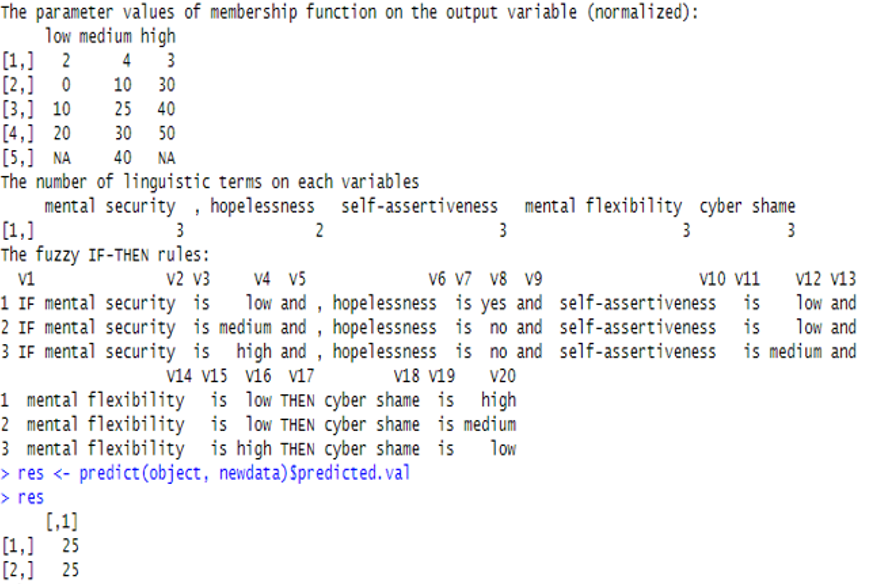 The parameter values of membership function on the output variable (normalized):
     low medium high
[1,]   2      4    3
[2,]   0     10   30
[3,]  10     25   40
[4,]  20     30   50
[5,]  NA     40   NA
The number of linguistic terms on each variables
     mental security  , hopelessness   self-assertiveness   mental flexibility  cyber shame
[1,]               3               2                    3                    3            3
The fuzzy IF-THEN rules:
  V1               V2 V3     V4  V5              V6 V7  V8  V9                  V10 V11    V12 V13
1 IF mental security  is    low and , hopelessness  is yes and  self-assertiveness   is    low and
2 IF mental security  is medium and , hopelessness  is  no and  self-assertiveness   is    low and
3 IF mental security  is   high and , hopelessness  is  no and  self-assertiveness   is medium and
                  V14 V15  V16  V17         V18 V19    V20
1  mental flexibility   is  low THEN cyber shame  is   high
2  mental flexibility   is  low THEN cyber shame  is medium
3  mental flexibility   is high THEN cyber shame  is    low
> res <- predict(object, newdata)$predicted.val
> res
     [,1]
[1,]   25
[2,]   25